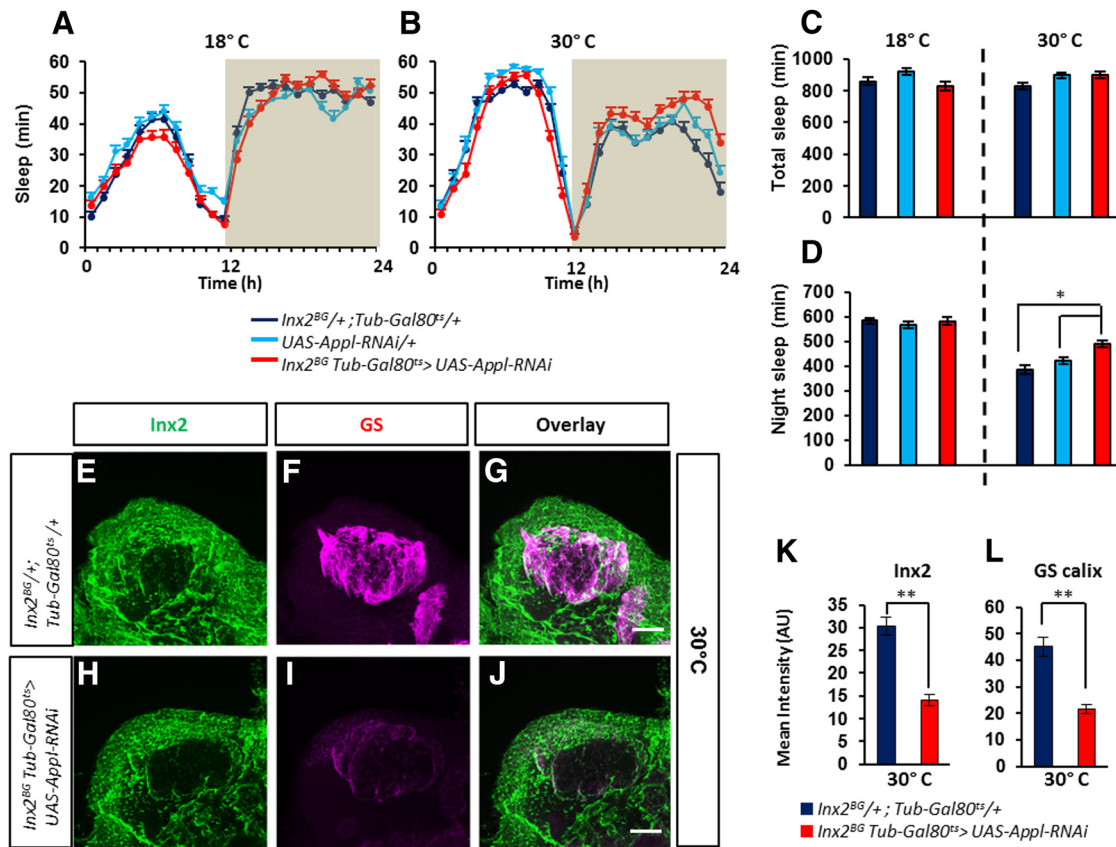 A
18° C
Sleep (min)
60
50
40
30
20
10
0
0
12
24
Time (h)
B
30° C
60
50
40
30
20
10
0
0
12
24
Time (h)
Inx2BG/+;Tub-Gal80ts/+
UAS-Appl-RNAi/+
Inx2BG Tub-Gal80ts> UAS-Appl-RNAi
C
18° C
30° C
Total sleep (min)
1000
800
600
400
200
0
D
Night sleep (min)
700
600
500
400
300
200
100
0
*
Inx2
GS
Overlay
Inx2BG/+;
Tub-Gal80ts/+
E
F
G
Inx2BG Tub-Gal80ts>
UAS-Appl-RNAi
H
I
J
30°C
K
Inx2
**
Mean Intensity (AU)
35
30
25
20
15
10
5
0
30° C
L
GS calix
**
60
50
40
30
20
10
0
30° C
Inx2BG/+; Tub-Gal80ts/+
Inx2BG Tub-Gal80ts> UAS-Appl-RNAi